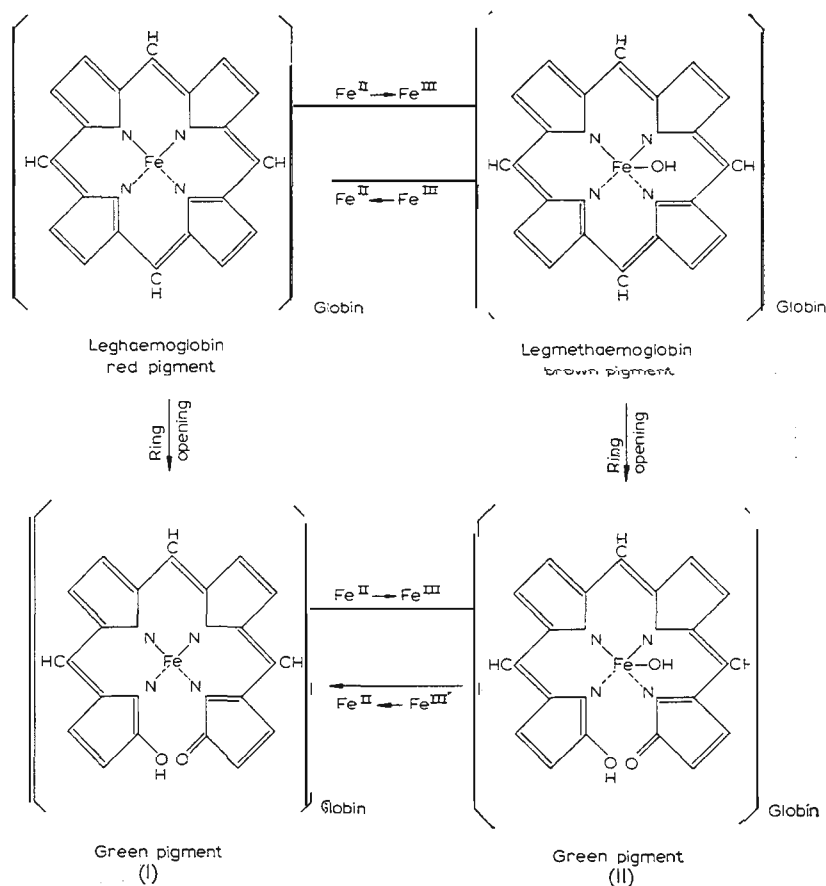 H
C
Fe II → Fe III
H
C
N N
HC Fe CH
N N
N N
HC Fe—OH CH
N N
Fe II ← Fe III
C
H
C
H
Globin
Globin
Leghaemoglobin
red pigment
Legmethaemoglobin
brown pigment
Ring
opening
Ring
opening
H
C
Fe II → Fe III
H
C
N N
HC Fe CH
N N
N N
HC Fe—OH CH
N N
Fe II ← Fe III
O O
H
O O
H
Globin
Globin
Green pigment
(I)
Green pigment
(II)